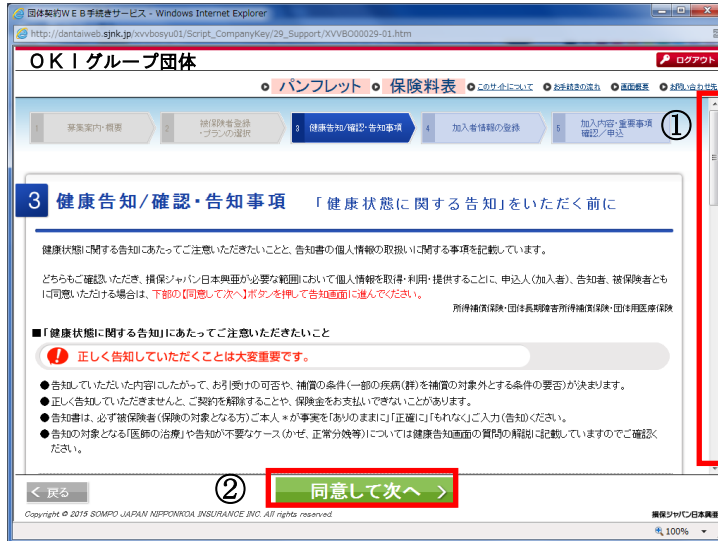 団体契約ＷＥＢ手続きサービス - Windows Internet Explorer
http://dantaiweb.sjnk.jp/xvvbosyu01/Script_CompanyKey/29_Support/XVVBO00029-01.htm
ＯＫＩグループ団体
ログアウト
パンフレット 保険料表 このサイトについて お手続きの流れ 画面概要 お問い合わせ先
1 募集案内・概要
2 被保険者登録・プランの選択
3 健康告知/確認・告知事項
4 加入者情報の登録
5 加入内容・重要事項確認/申込
①
3 健康告知/確認・告知事項 「健康状態に関する告知」をいただく前に
健康状態に関する告知にあたってご注意いただきたいことと、告知書の個人情報の取扱いに関する事項を記載しています。
どちらもご確認いただき、損保ジャパン日本興亜が必要な範囲において個人情報を取得・利用・提供することに、申込人(加入者)、告知者、被保険者とも
に同意いただける場合は、下部の【同意して次へ】ボタンを押して告知画面に進んでください。
所得補償保険・団体長期障害所得補償保険・団体用医療保険
■「健康状態に関する告知」にあたってご注意いただきたいこと
正しく告知していただくことは大変重要です。
●告知していただいた内容にしたがって、お引受けの可否や、補償の条件(一部の疾病(群)を補償の対象外とする条件の要否)が決まります。
●正しく告知していただきませんと、ご契約を解除することや、保険金をお支払いできないことがあります。
●告知書は、必ず被保険者(保険の対象となる方)ご本人＊が事実を「ありのままに」「正確に」「もれなく」ご入力(告知)ください。
●告知の対象となる「医師の治療」や告知が不要なケース(かぜ、正常分娩等)については健康告知画面の質問の解説に記載していますのでご確認く
ださい。
< 戻る
②
同意して次へ >
Copyright © 2015 SOMPO JAPAN NIPPONKOA INSURANCE INC. All rights reserved.
損保ジャパン日本興亜
100%